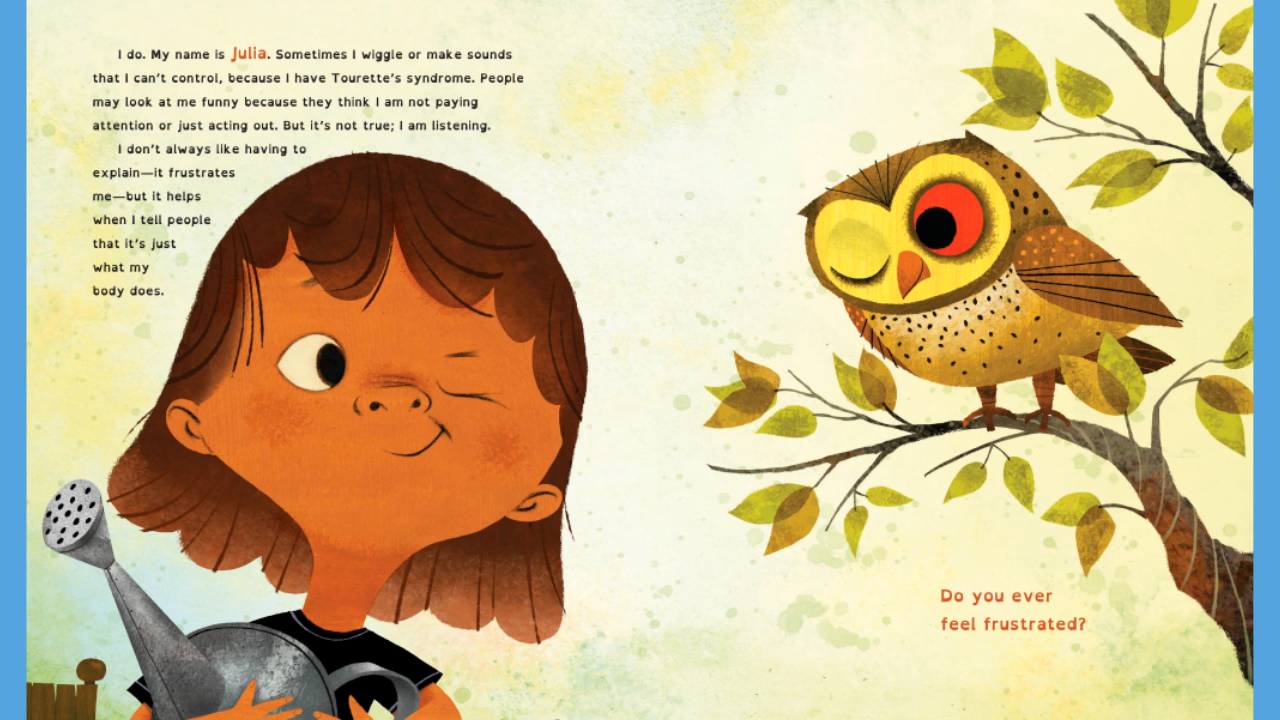 I do. My name is Julia. Sometimes I wiggle or make sounds
that I can't control, because I have Tourette's syndrome. People
may look at me funny because they think I am not paying
attention or just acting out. But it's not true; I am listening.
I don't always like having to
explain—it frustrates
me—but it helps
when I tell people
that it's just
what my
body does.
Do you ever
feel frustrated?